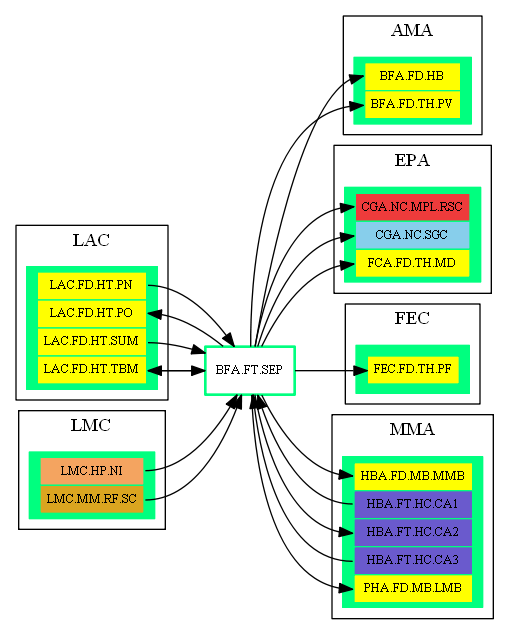 AMA
BFA.FD.HB
BFA.FD.TH.PV
EPA
CGA.NC.MPL.RSC
CGA.NC.SGC
FCA.FD.TH.MD
LAC
LAC.FD.HT.PN
LAC.FD.HT.PO
LAC.FD.HT.SUM
LAC.FD.HT.TBM
BFA.FT.SEP
FEC
FEC.FD.TH.PF
LMC
LMC.HP.NI
LMC.MM.RF.SC
MMA
HBA.FD.MB.MMB
HBA.FT.HC.CA1
HBA.FT.HC.CA2
HBA.FT.HC.CA3
PHA.FD.MB.LMB